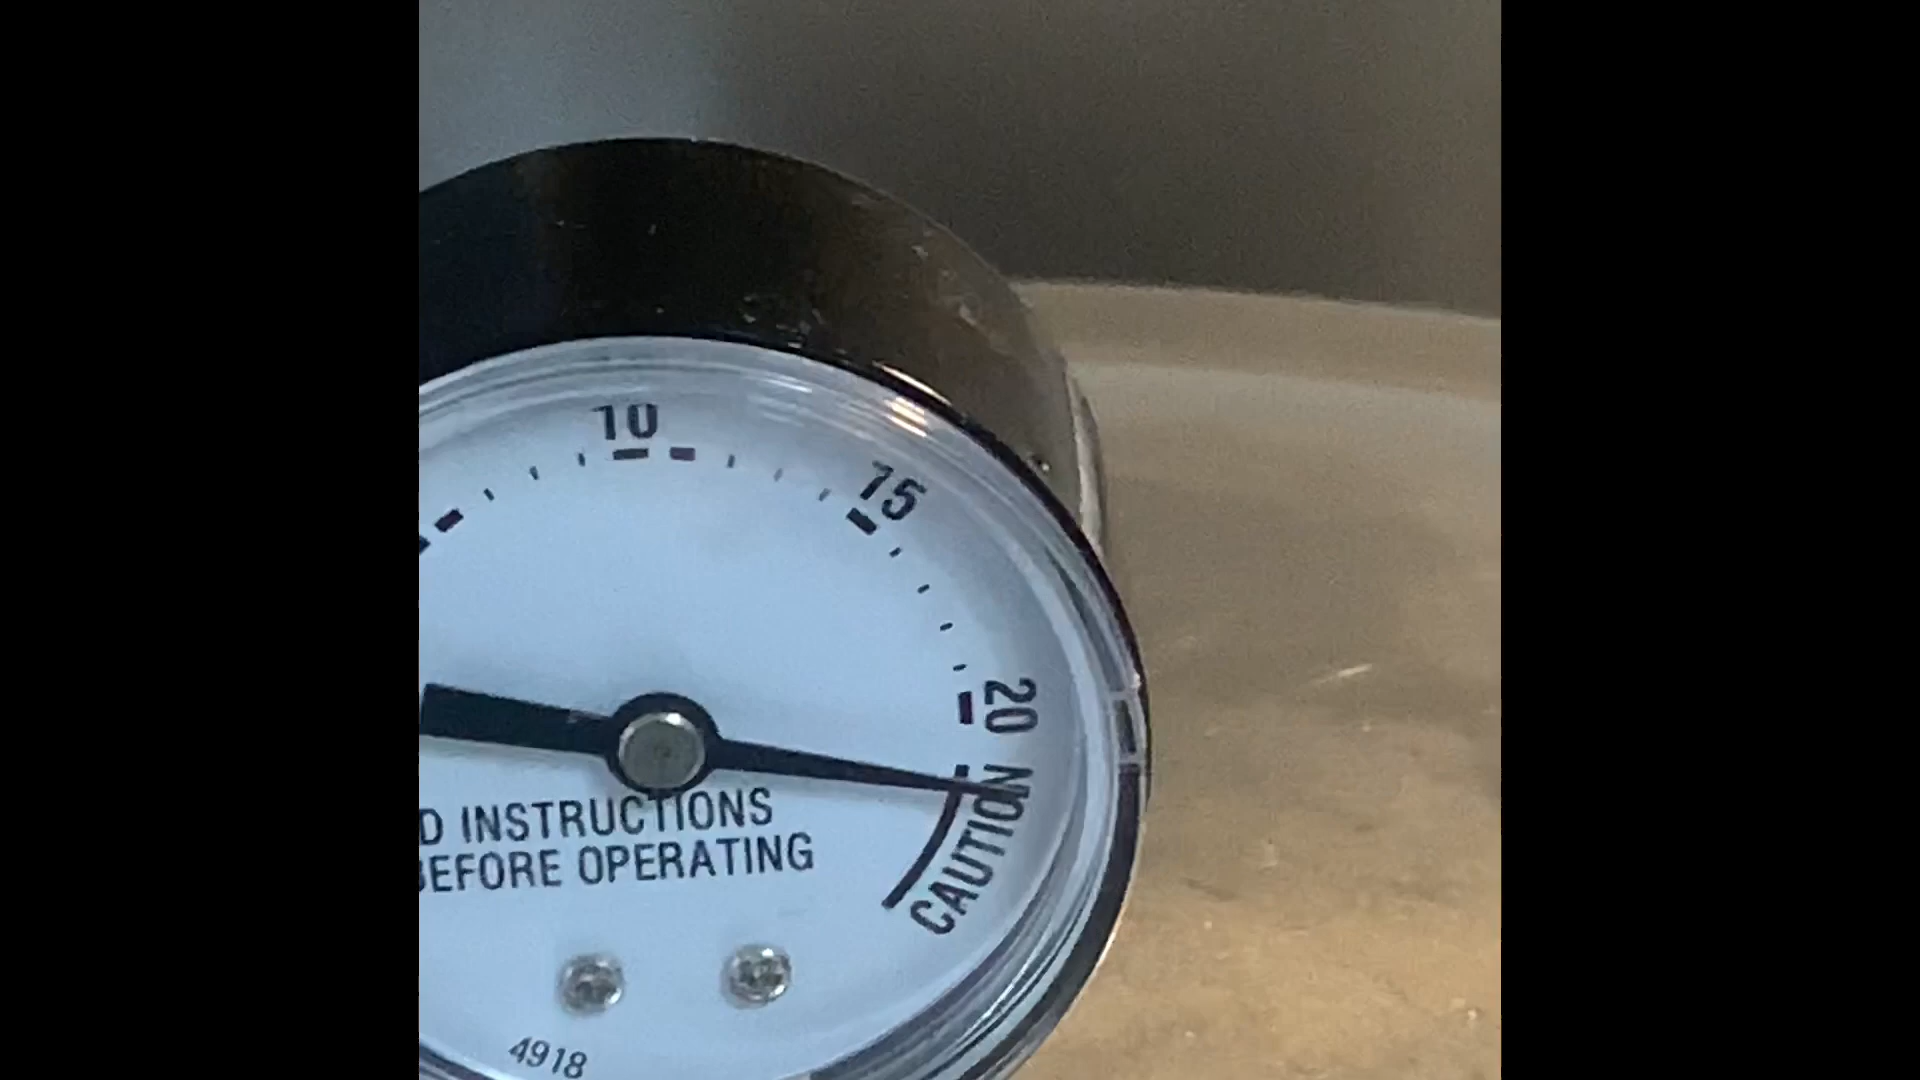 10
15
20
CAUTION
D INSTRUCTIONS
BEFORE OPERATING
4918